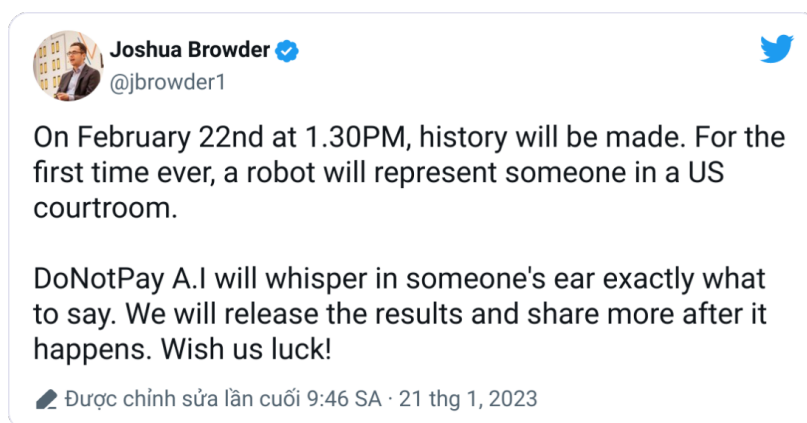 Joshua Browder
@jbrowder1
On February 22nd at 1.30PM, history will be made. For the
first time ever, a robot will represent someone in a US
courtroom.
DoNotPay A.I will whisper in someone's ear exactly what
to say. We will release the results and share more after it
happens. Wish us luck!
Được chỉnh sửa lần cuối 9:46 SA · 21 thg 1, 2023